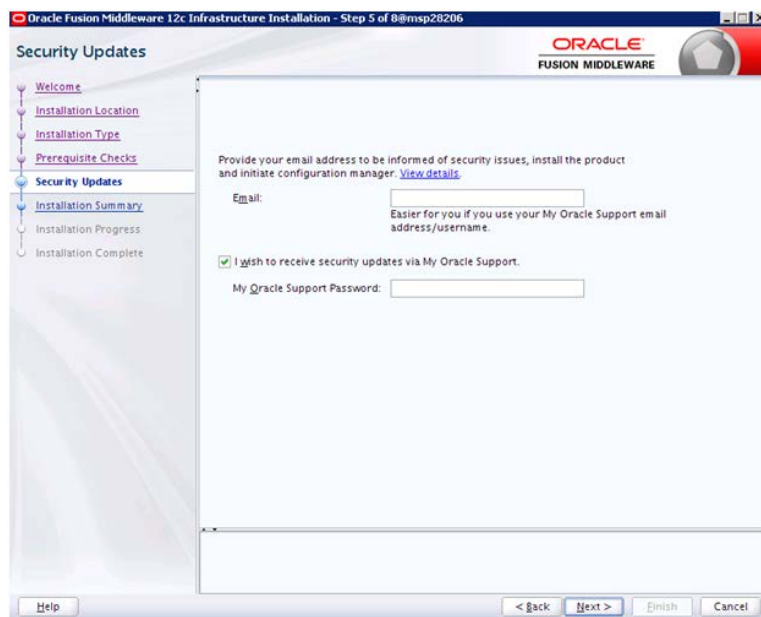 Oracle Fusion Middleware 12c Infrastructure Installation - Step 5 of 8@msp28206
Security Updates
ORACLE
FUSION MIDDLEWARE
Welcome
Installation Location
Installation Type
Prerequisite Checks
Security Updates
Installation Summary
Installation Progress
Installation Complete
Provide your email address to be informed of security issues, install the product
and initiate configuration manager. View details.
Email:
Easier for you if you use your My Oracle Support email
address/username.
I wish to receive security updates via My Oracle Support.
My Oracle Support Password:
Help
< Back
Next >
Finish
Cancel